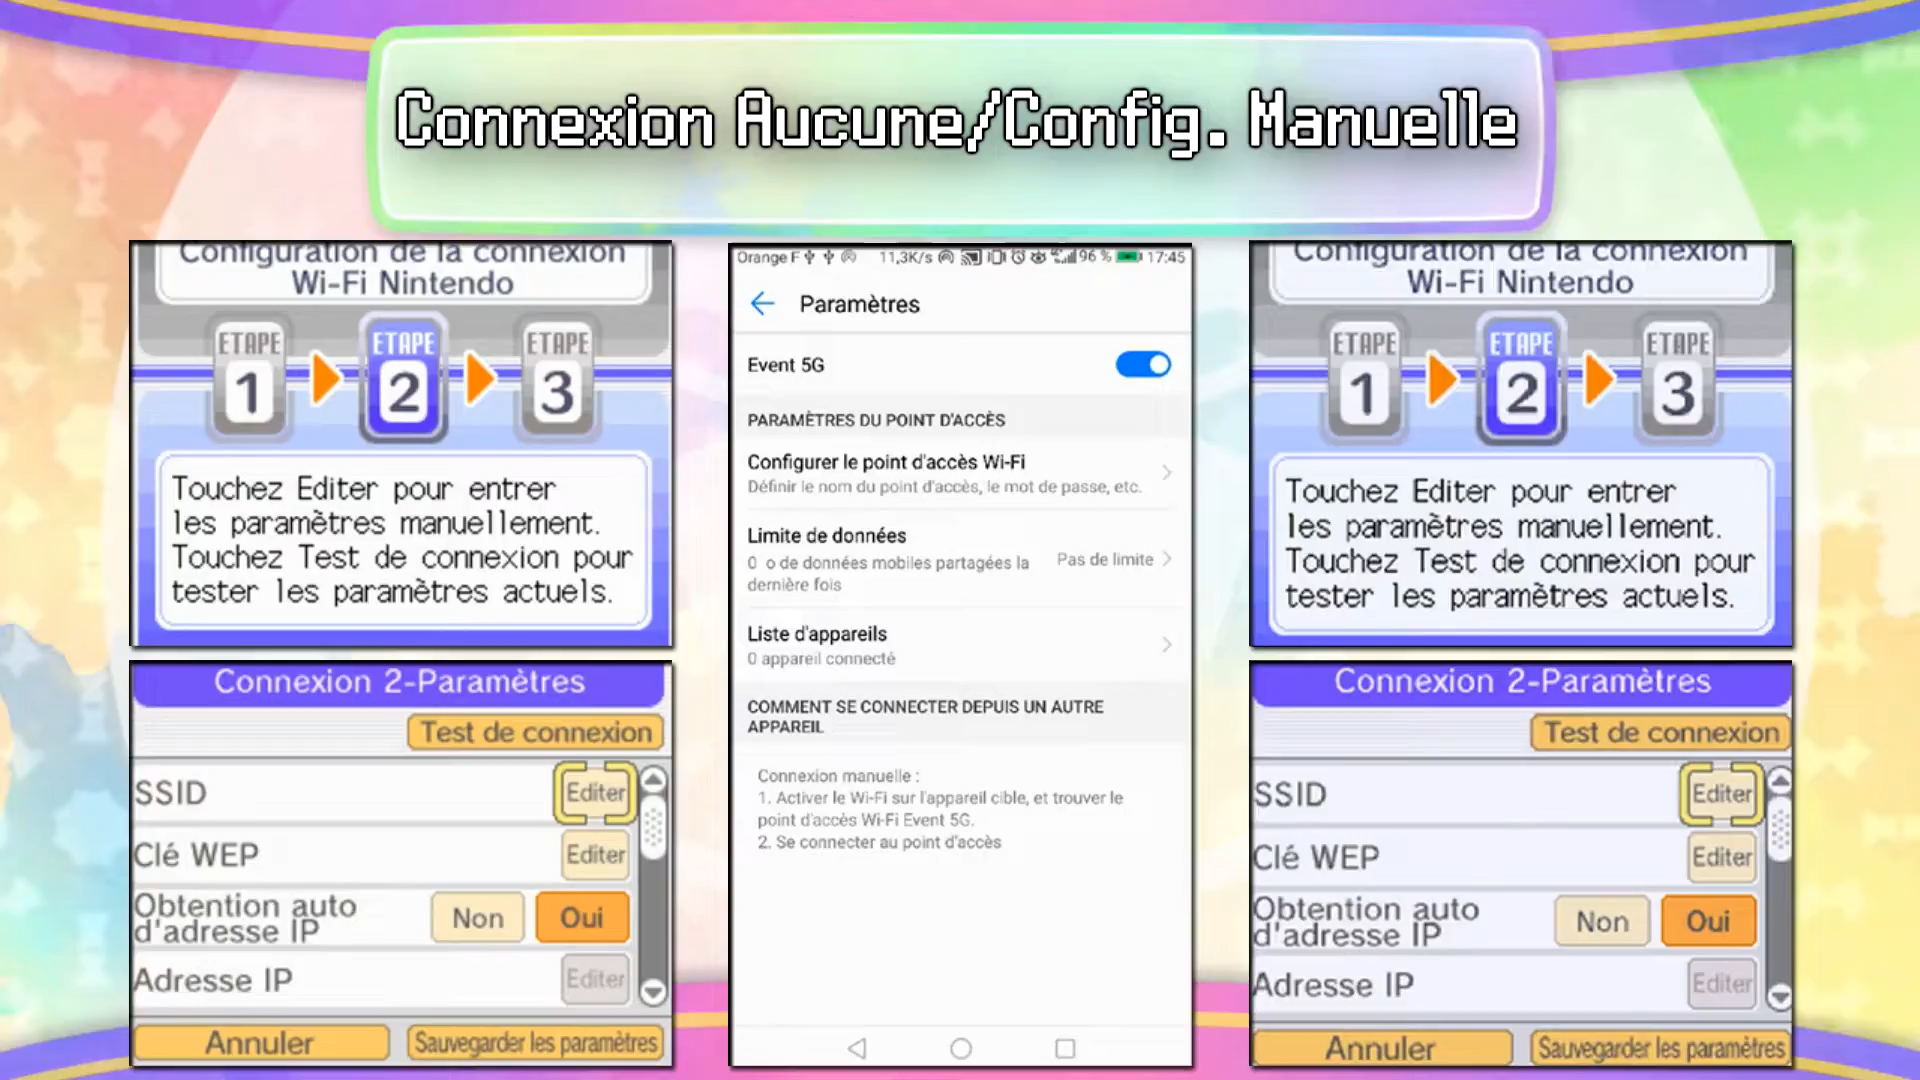 Connexion Aucune/Config. Manuelle
Configuration de la connexion
Wi-Fi Nintendo
ETAPE
1
ETAPE
2
ETAPE
3
Touchez Editer pour entrer
les paramètres manuellement.
Touchez Test de connexion pour
tester les paramètres actuels.
Connexion 2-Paramètres
Test de connexion
SSID
Editer
Clé WEP
Editer
Obtention auto
d'adresse IP
Non
Oui
Adresse IP
Editer
Annuler
Sauvegarder les paramètres
Orange F 11,3K/s 96 % 17:45
Paramètres
Event 5G
PARAMÈTRES DU POINT D'ACCÈS
Configurer le point d'accès Wi-Fi
Définir le nom du point d'accès, le mot de passe, etc.
Limite de données
0 o de données mobiles partagées la
dernière fois
Pas de limite
Liste d'appareils
0 appareil connecté
COMMENT SE CONNECTER DEPUIS UN AUTRE
APPAREIL
Connexion manuelle :
1. Activer le Wi-Fi sur l'appareil cible, et trouver le
point d'accès Wi-Fi Event 5G.
2. Se connecter au point d'accès
Configuration de la connexion
Wi-Fi Nintendo
ETAPE
1
ETAPE
2
ETAPE
3
Touchez Editer pour entrer
les paramètres manuellement.
Touchez Test de connexion pour
tester les paramètres actuels.
Connexion 2-Paramètres
Test de connexion
SSID
Editer
Clé WEP
Editer
Obtention auto
d'adresse IP
Non
Oui
Adresse IP
Editer
Annuler
Sauvegarder les paramètres